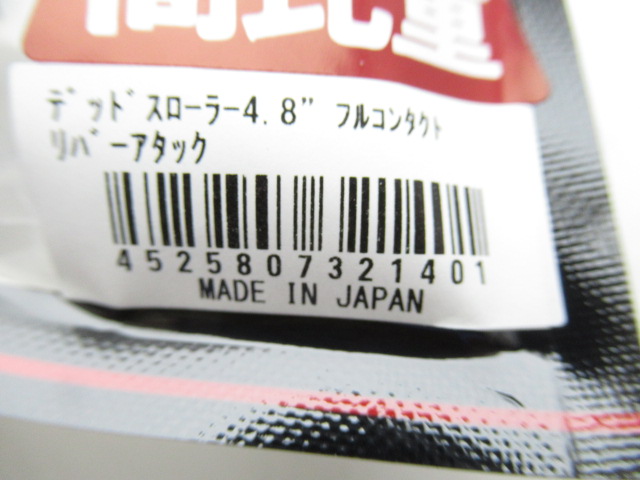 デッドスローラー4.8” フルコンタクト
リバーアタック
4525807321401
MADE IN JAPAN